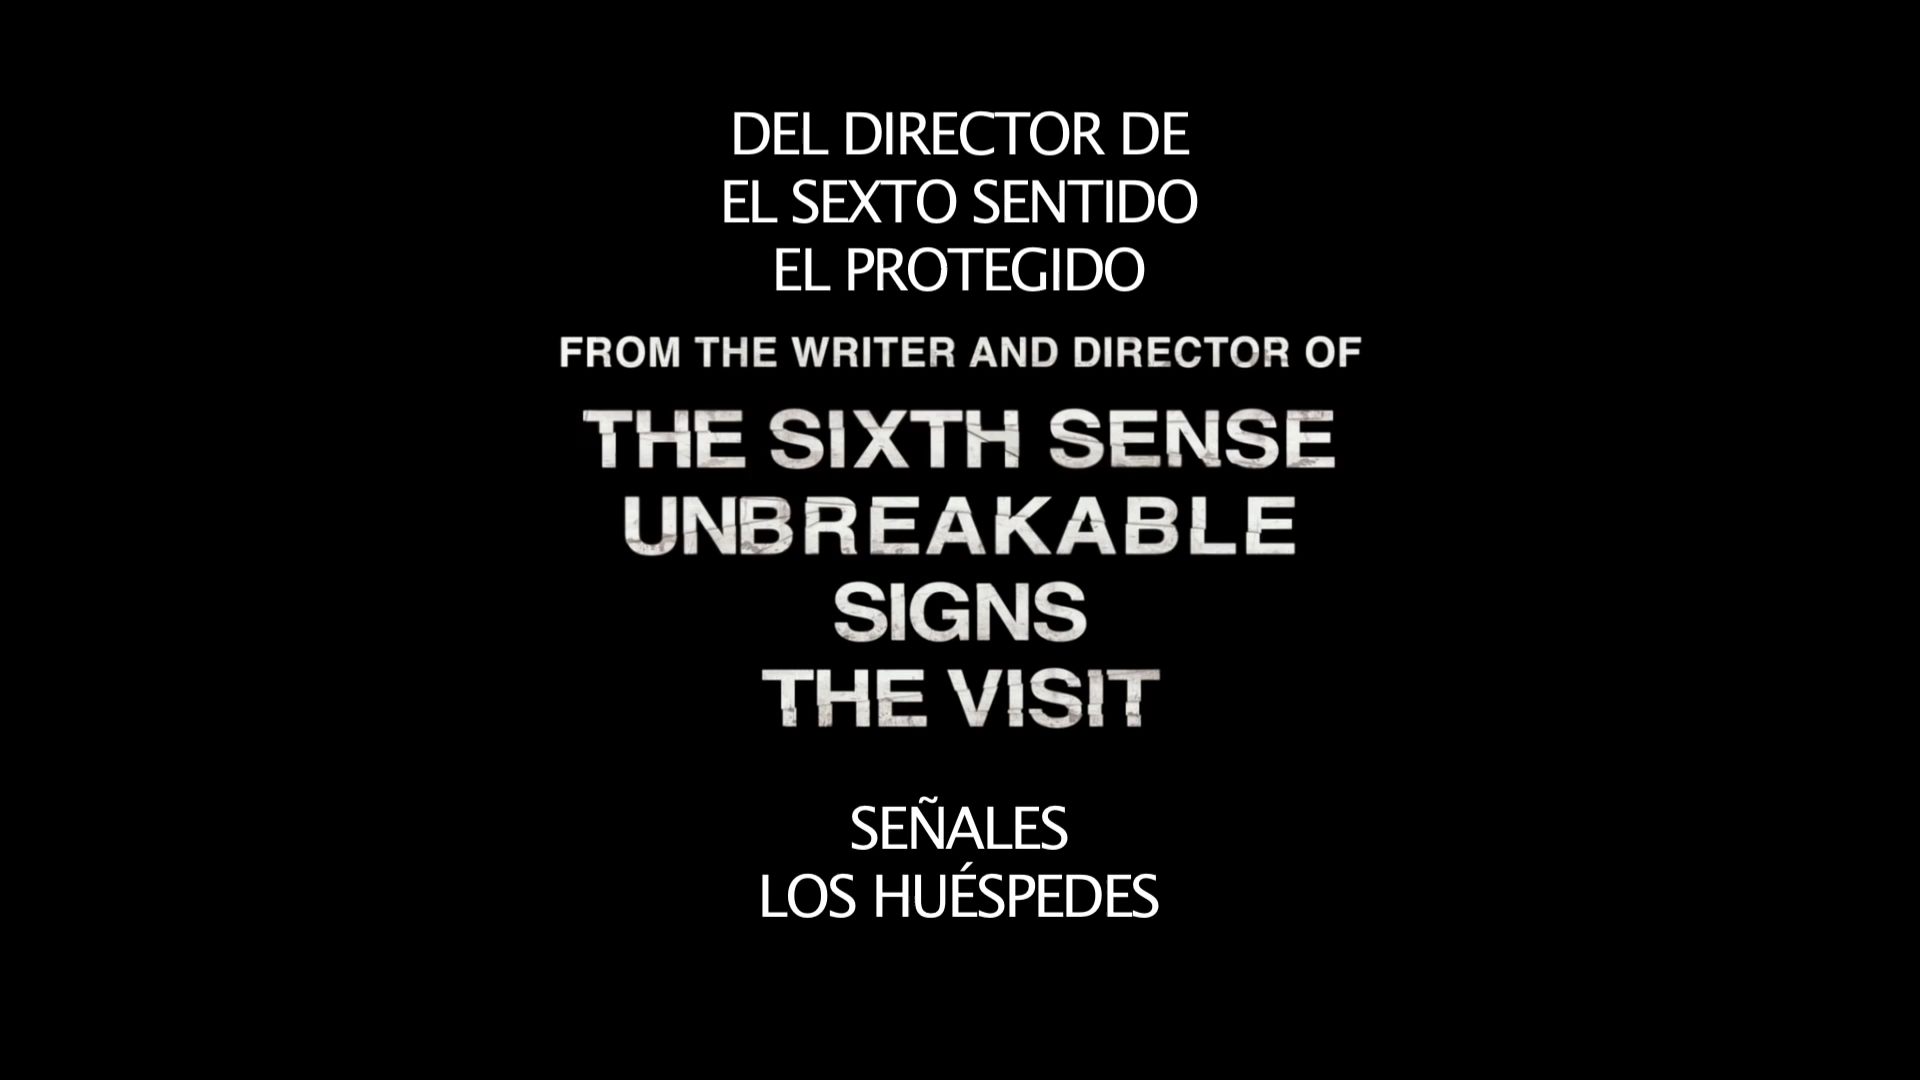 DEL DIRECTOR DE
EL SEXTO SENTIDO
EL PROTEGIDO
FROM THE WRITER AND DIRECTOR OF
THE SIXTH SENSE
UNBREAKABLE
SIGNS
THE VISIT
SEÑALES
LOS HUÉSPEDES